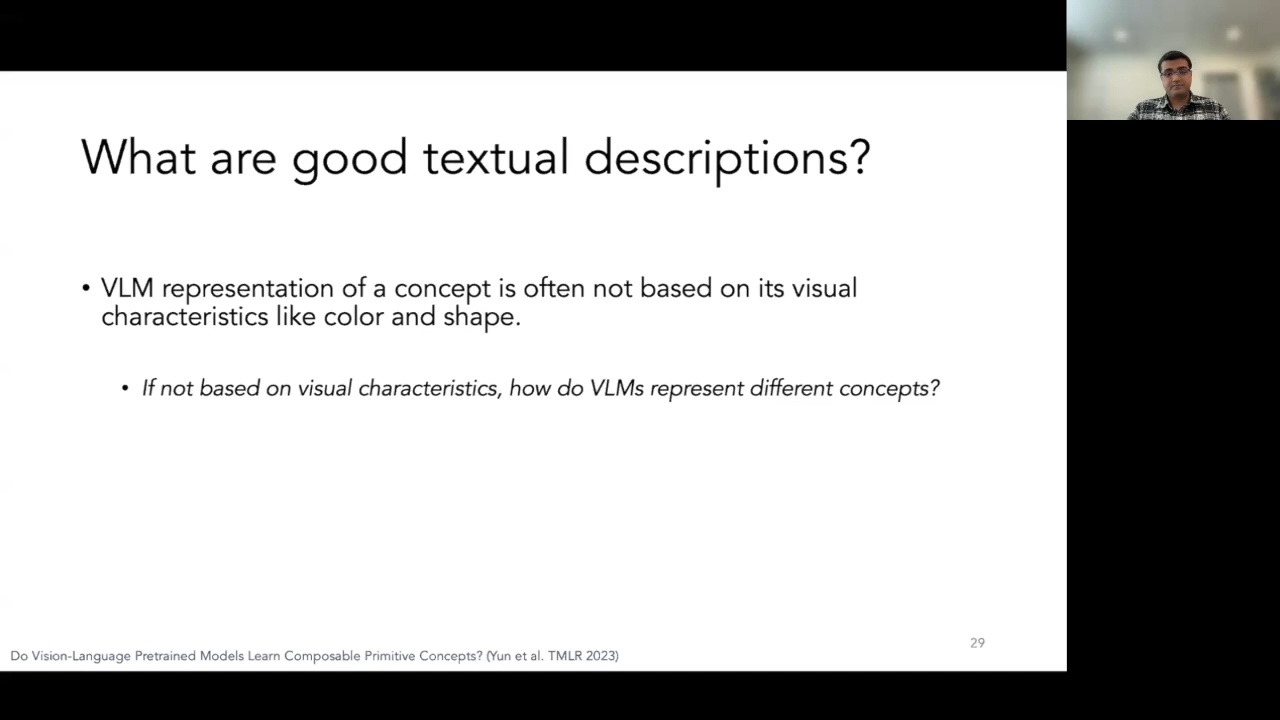 What are good textual descriptions?
• VLM representation of a concept is often not based on its visual
characteristics like color and shape.
• If not based on visual characteristics, how do VLMs represent different concepts?
29
Do Vision-Language Pretrained Models Learn Composable Primitive Concepts? (Yun et al. TMLR 2023)